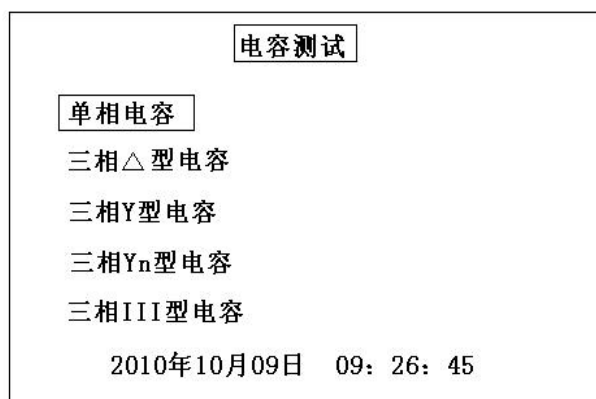 电容测试
单相电容
三相△型电容
三相Y型电容
三相Yn型电容
三相III型电容
2010年10月09日 09: 26: 45